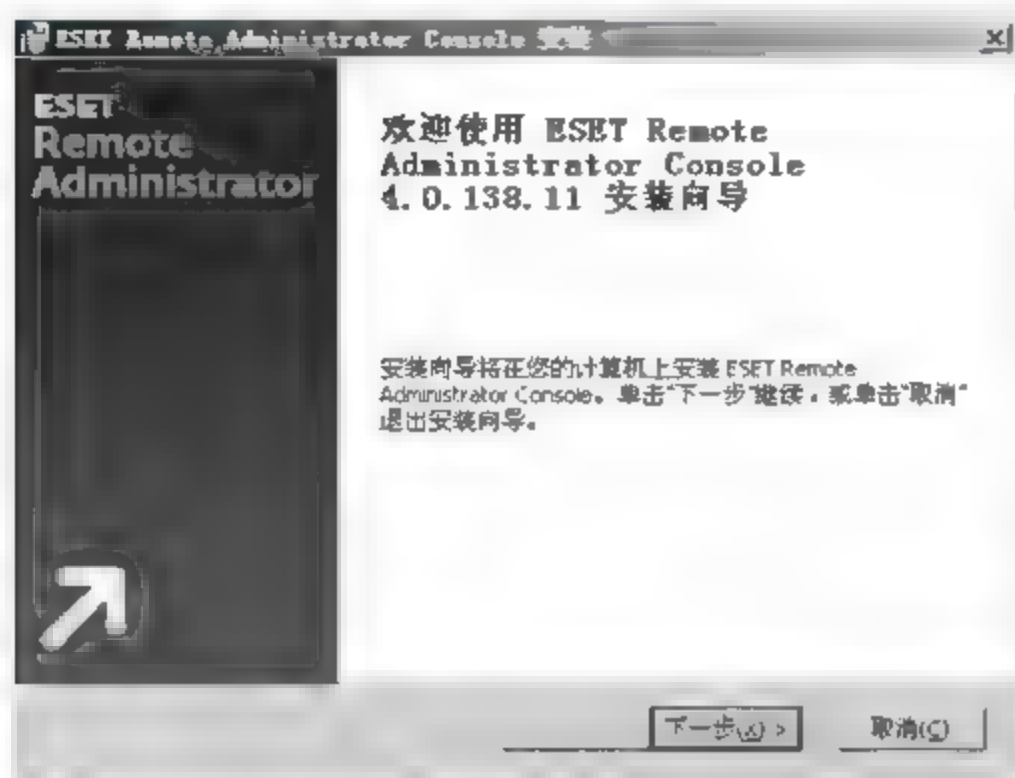 ESET Remote Administrator Console 安装
ESET
Remote
Administrator
欢迎使用 ESET Remote
Administrator Console
4.0.138.11 安装向导
安装向导将在您的计算机上安装 ESET Remote
Administrator Console。单击“下一步”继续，或单击“取消”
退出安装向导。
下一步(N) >
取消(C)